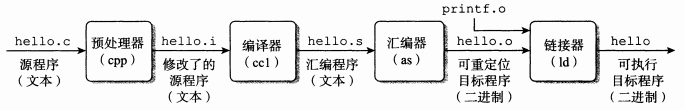 printf.o
hello.c
预处理器
hello.i
编译器
hello.s
汇编器
hello.o
链接器
hello
源程序
(cpp)
修改了的
(cc1)
汇编程序
(as)
可重定位
(ld)
可执行
(文本)
源程序
(文本)
目标程序
目标程序
(文本)
(二进制)
(二进制)